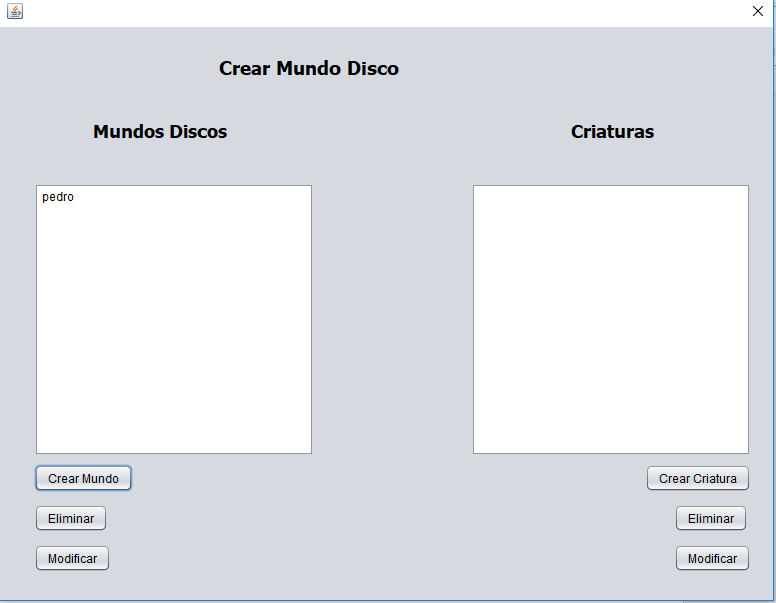 Crear Mundo Disco
Mundos Discos
Criaturas
pedro
Crear Mundo
Crear Criatura
Eliminar
Eliminar
Modificar
Modificar